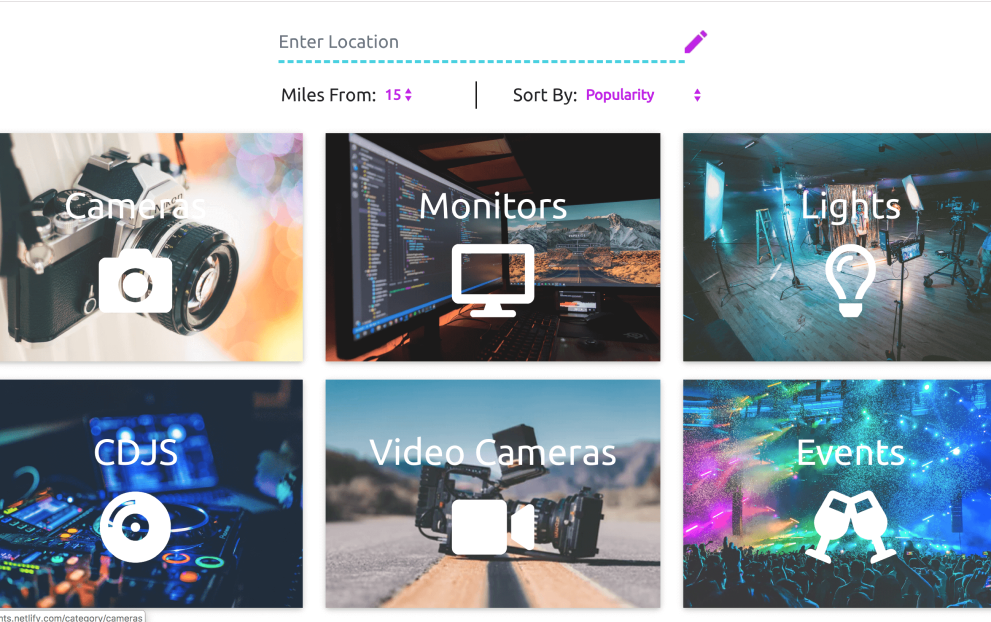 Enter Location
Miles From: 15
Sort By: Popularity
Cameras
Monitors
Lights
CDJS
Video Cameras
Events
nts.netlify.com/category/cameras